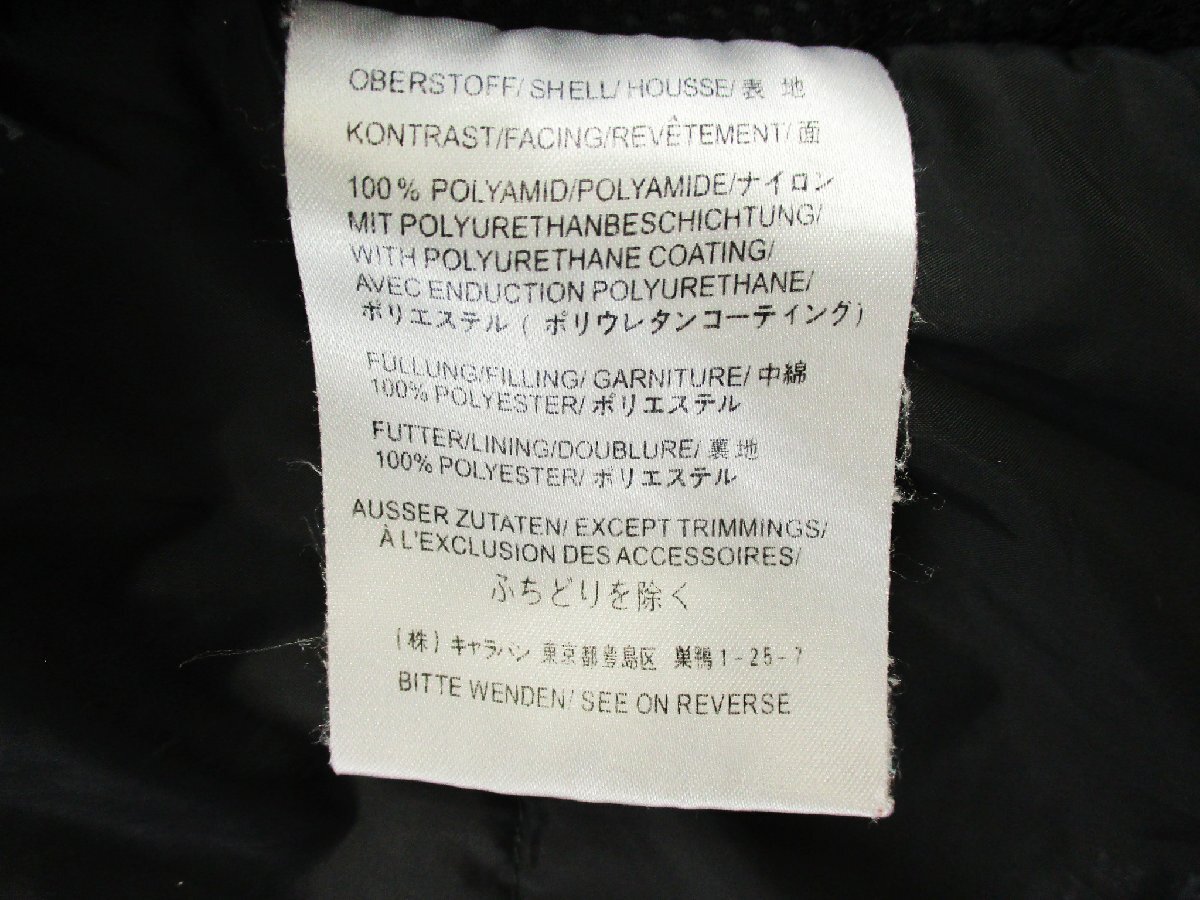 OBERSTOFF/ SHELL/ HOUSSE/ 表 地
KONTRAST/FACING/REVÊTEMENT/ 面
100% POLYAMID/POLYAMIDE/ナイロン
MIT POLYURETHANBESCHICHTUNG/
WITH POLYURETHANE COATING/
AVEC ENDUCTION POLYURETHANE/
ポリエステル ( ポリウレタンコーティング)
FULLUNG/FILLING/ GARNITURE/ 中綿
100% POLYESTER/ ポリエステル
FUTTER/LINING/DOUBLURE/ 裏地
100% POLYESTER/ ポリエステル
AUSSER ZUTATEN/ EXCEPT TRIMMINGS/
À L'EXCLUSION DES ACCESSOIRES/
ふちどりを除く
(株) キャラバン 東京都豊島区 巣鴨1-25-7
BITTE WENDEN/ SEE ON REVERSE